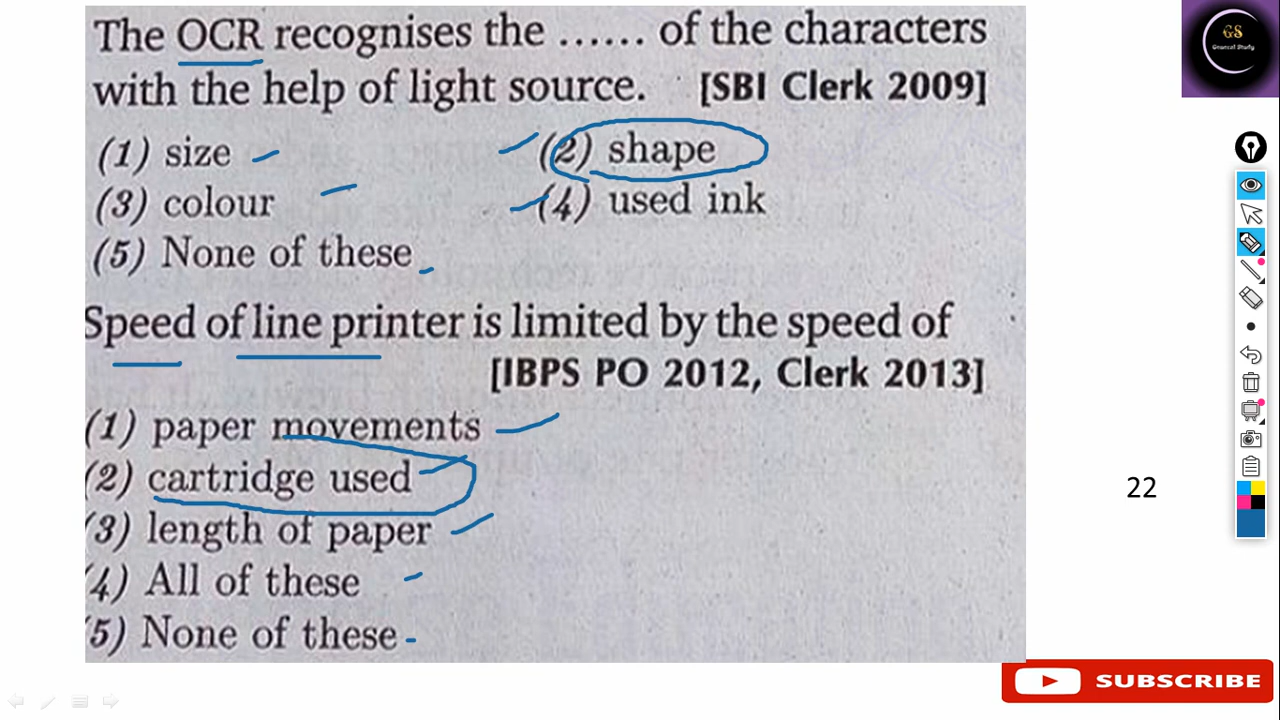 The OCR recognises the ...... of the characters
with the help of light source. [SBI Clerk 2009]
(1) size (2) shape
(3) colour (4) used ink
(5) None of these
Speed of line printer is limited by the speed of
[IBPS PO 2012, Clerk 2013]
(1) paper movements
(2) cartridge used
(3) length of paper
(4) All of these
(5) None of these
GS
General Study
22
SUBSCRIBE